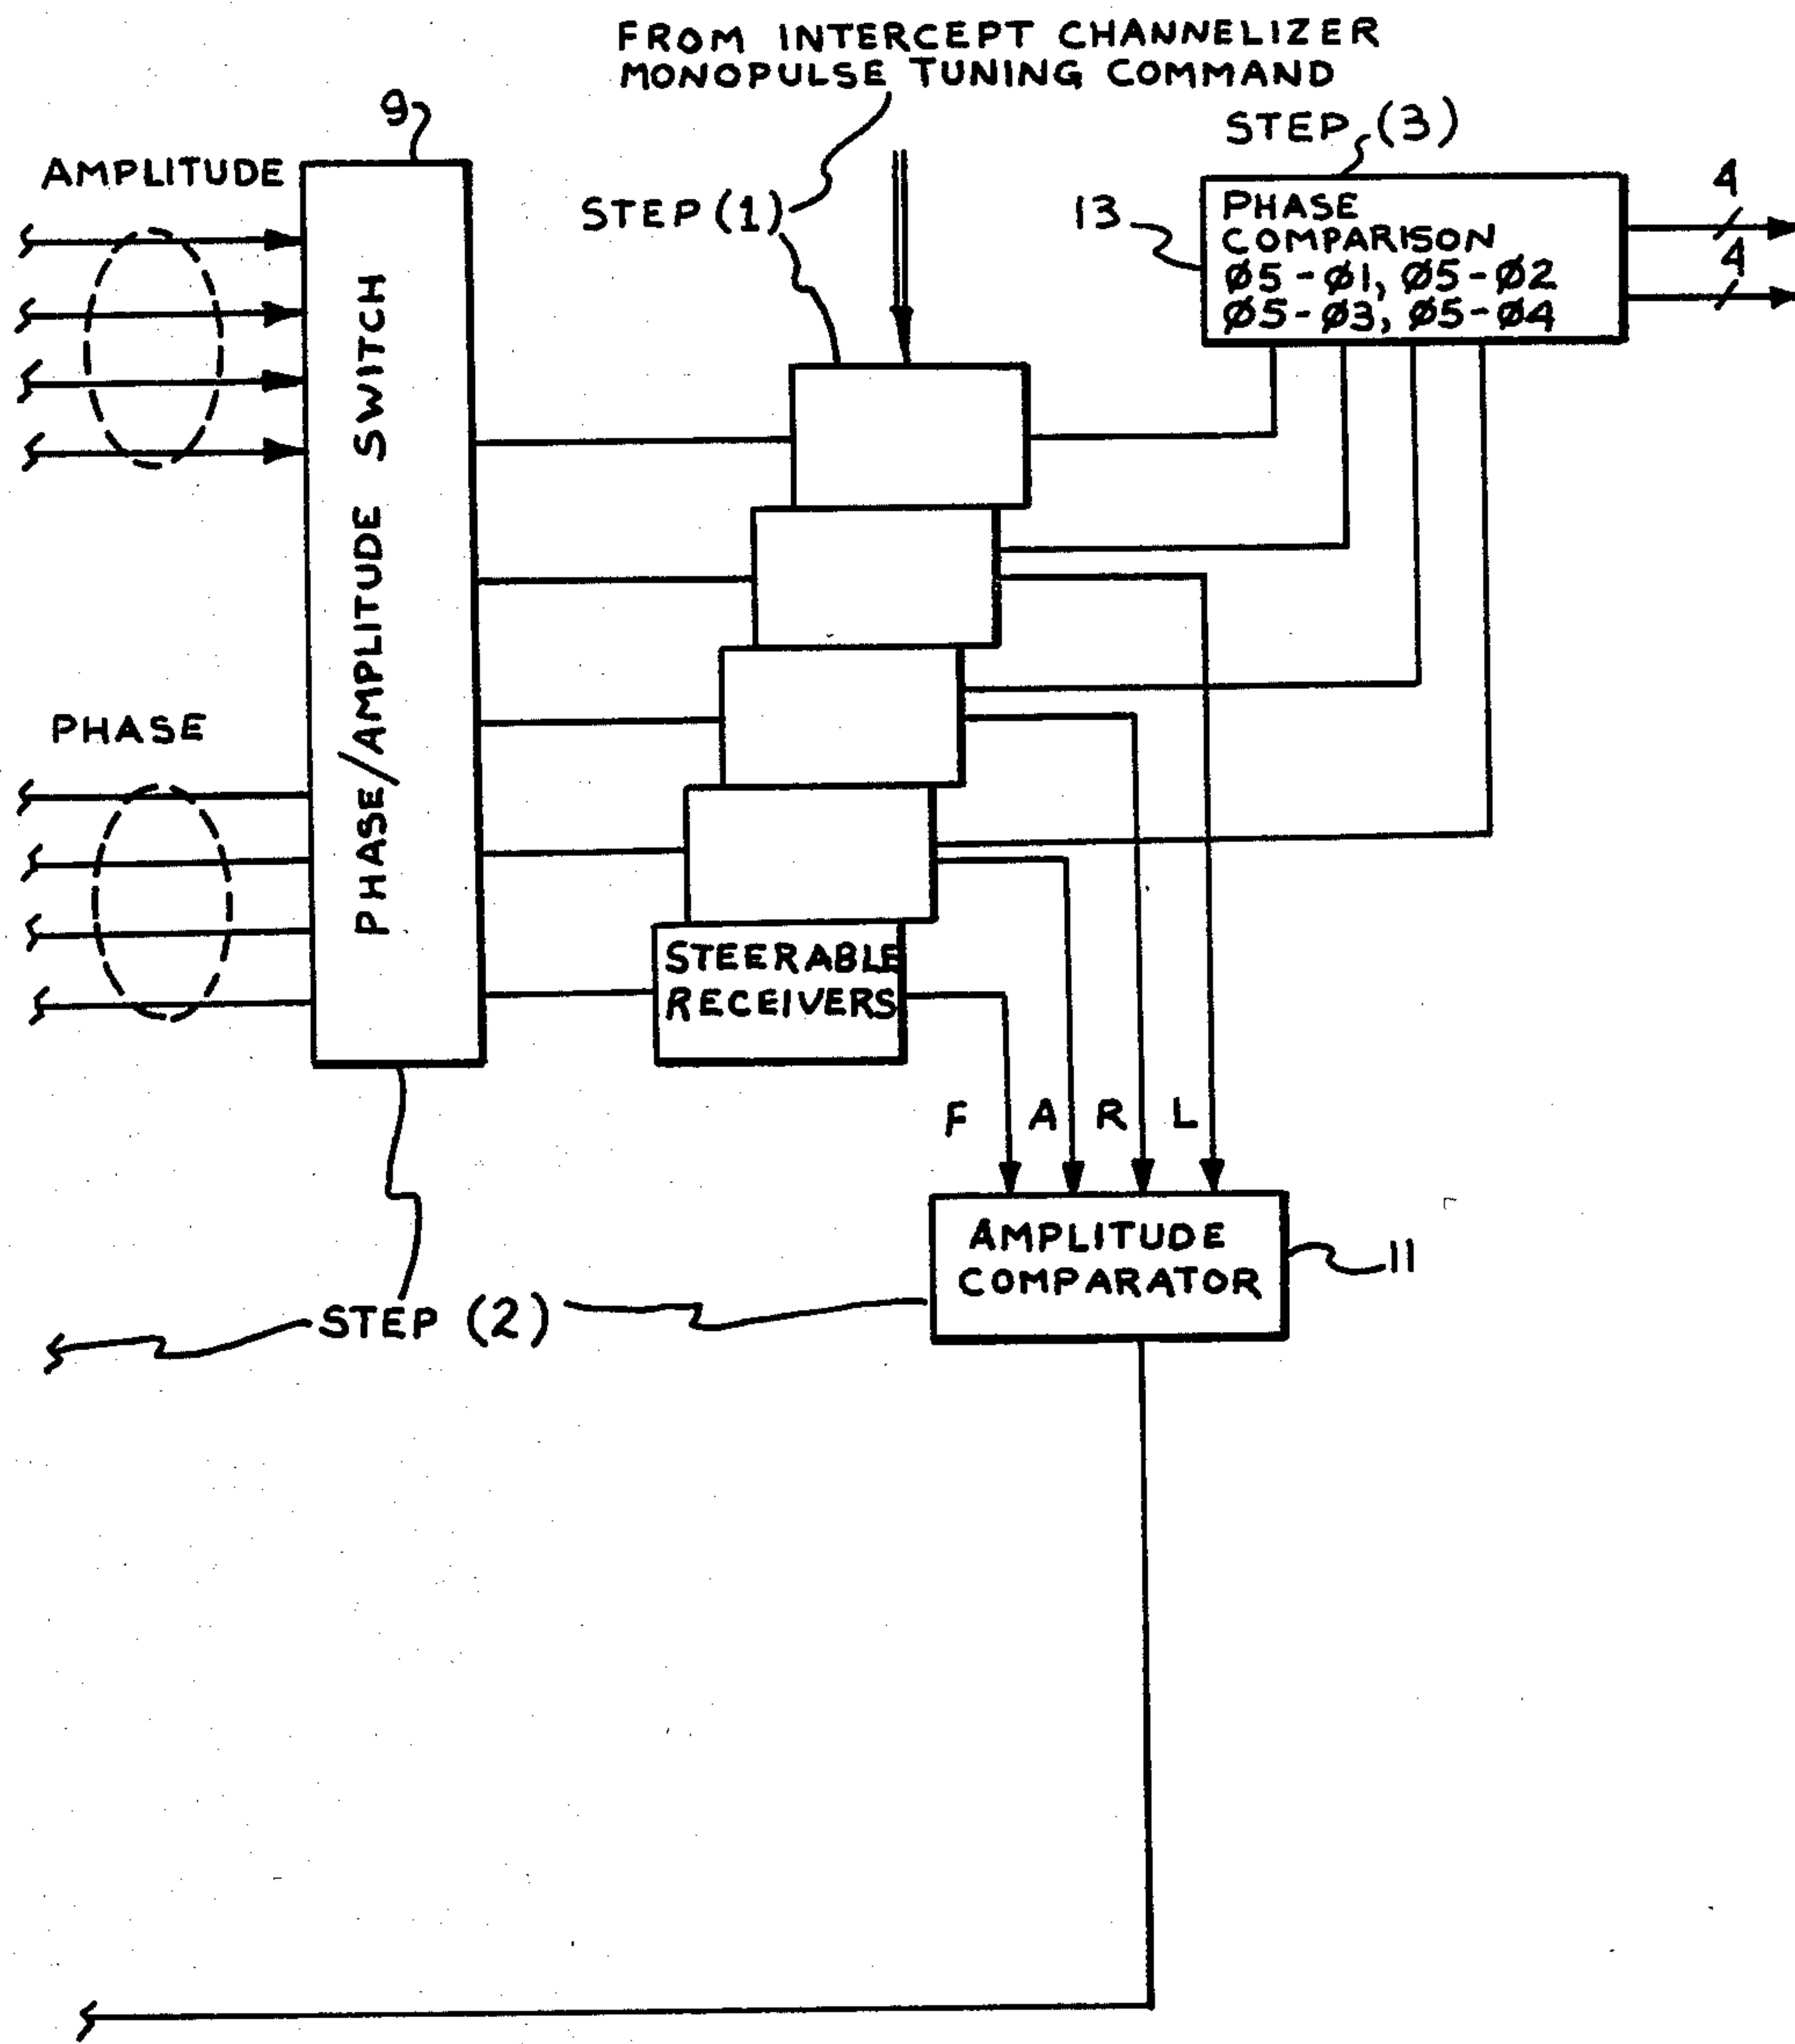 FROM INTERCEPT CHANNELIZER
MONOPULSE TUNING COMMAND
9
STEP (3)
AMPLITUDE
4
STEP (1)
13
PHASE
COMPARISON
Ø5-Ø1, Ø5-Ø2
Ø5-Ø3, Ø5-Ø4
4
PHASE/AMPLITUDE SWITCH
PHASE
STEERABLE
RECEIVERS
F A R L
AMPLITUDE
COMPARATOR
11
STEP (2)